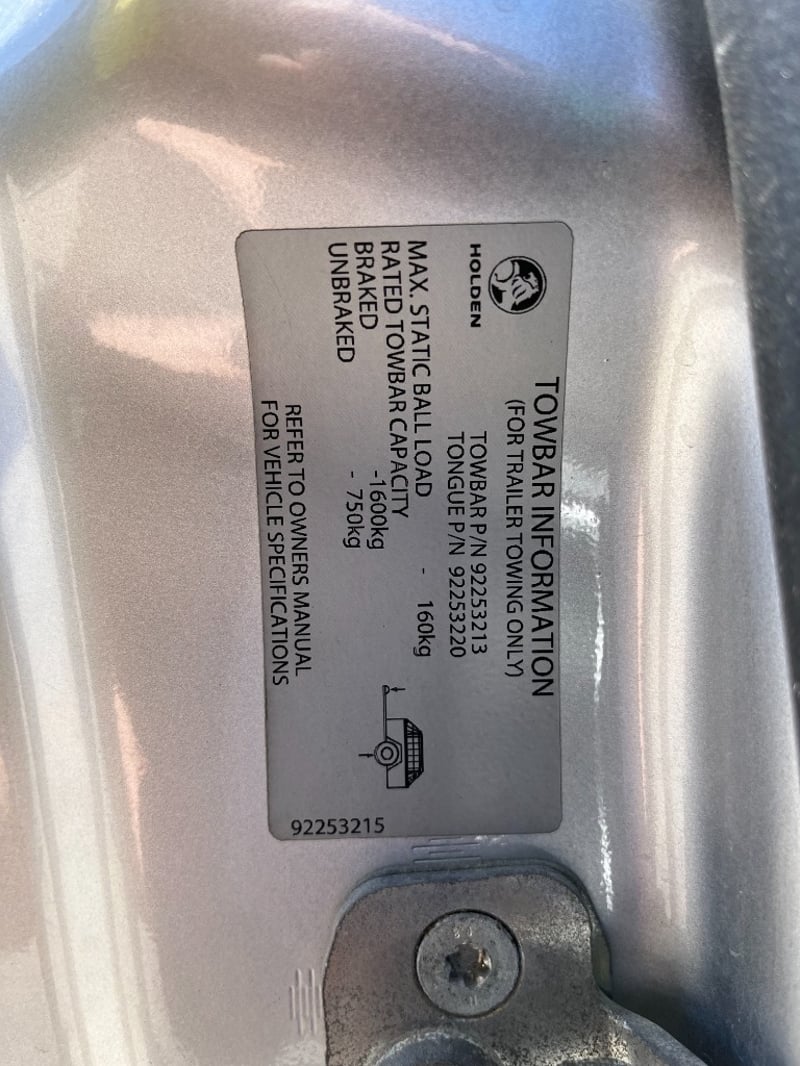 HOLDEN
TOWBAR INFORMATION
(FOR TRAILER TOWING ONLY)
TOWBAR P/N 92253213
TONGUE P/N 92253220
MAX. STATIC BALL LOAD - 160kg
RATED TOWBAR CAPACITY
BRAKED -1600kg
UNBRAKED - 750kg
REFER TO OWNERS MANUAL
FOR VEHICLE SPECIFICATIONS
92253215